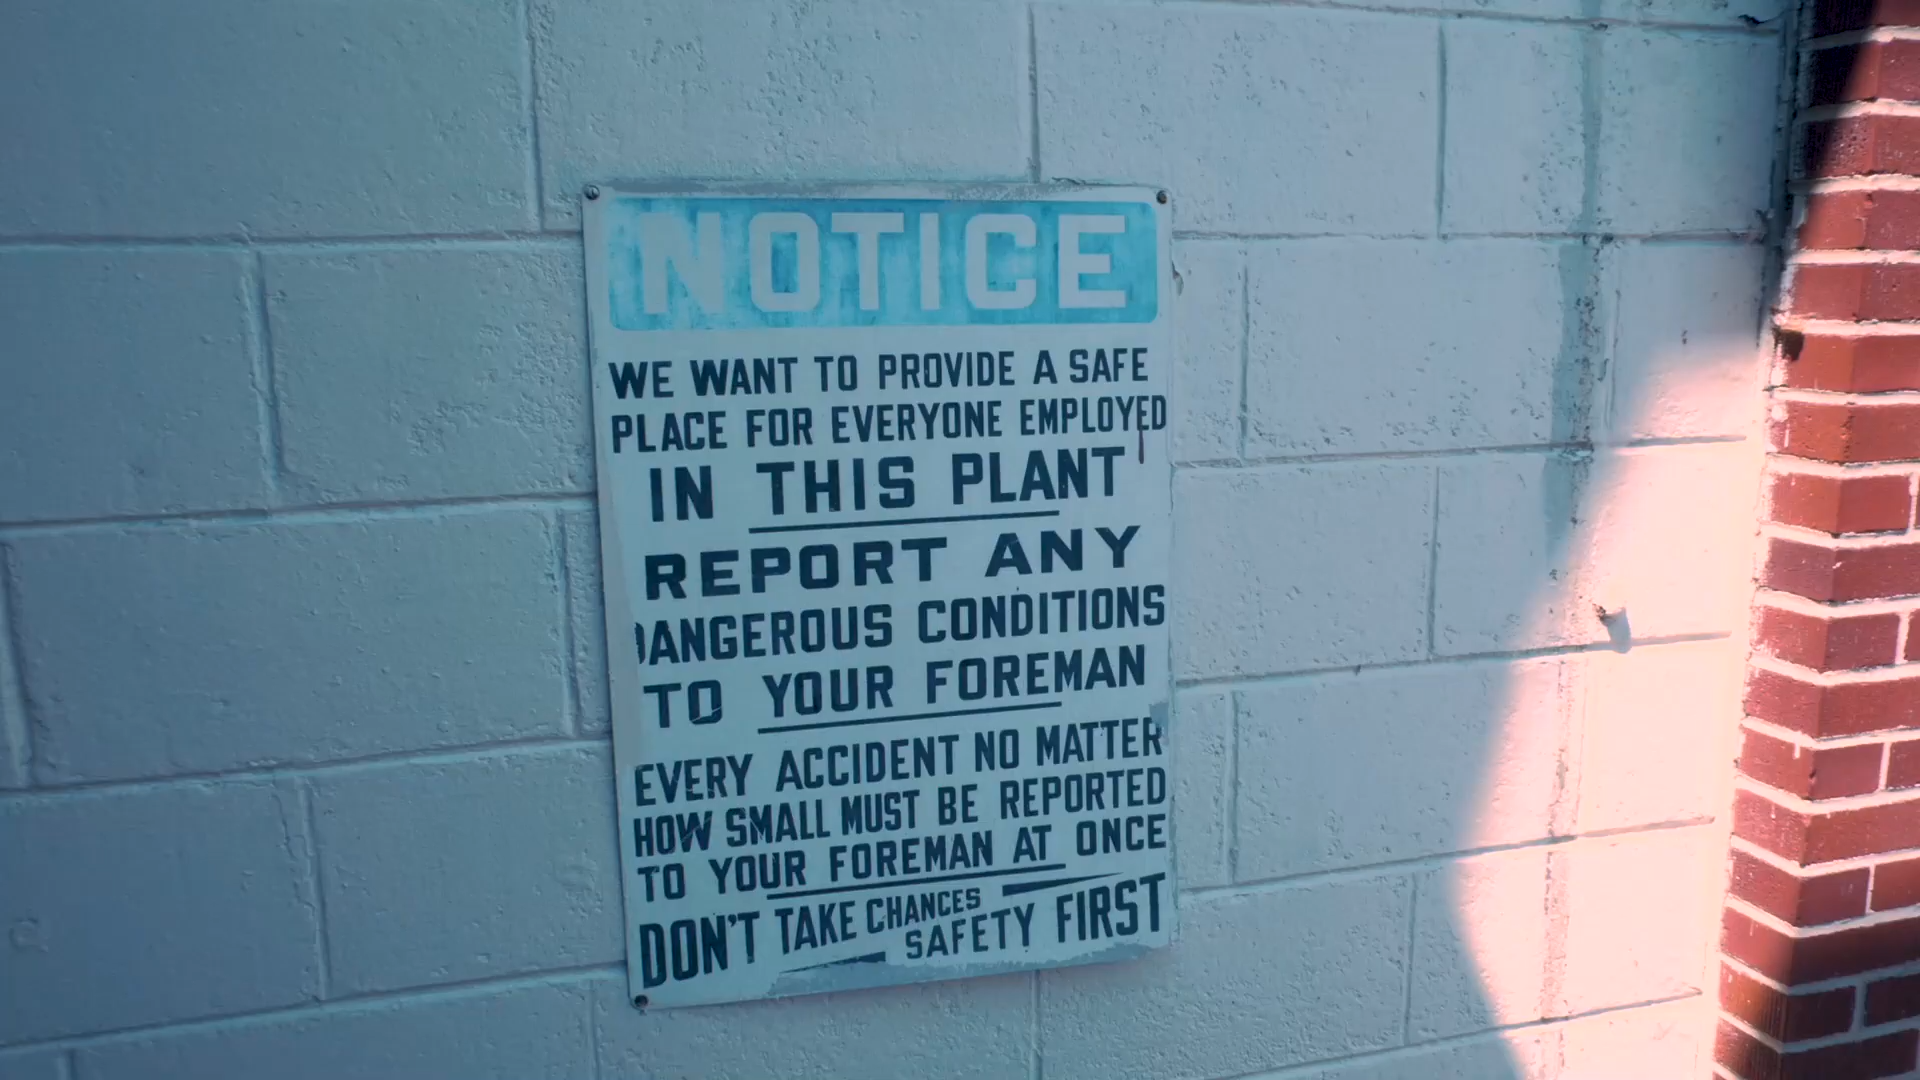 NOTICE
WE WANT TO PROVIDE A SAFE
PLACE FOR EVERYONE EMPLOYED
IN THIS PLANT
REPORT ANY
DANGEROUS CONDITIONS
TO YOUR FOREMAN
EVERY ACCIDENT NO MATTER
HOW SMALL MUST BE REPORTED
TO YOUR FOREMAN AT ONCE
DON'T TAKE CHANCES
SAFETY FIRST